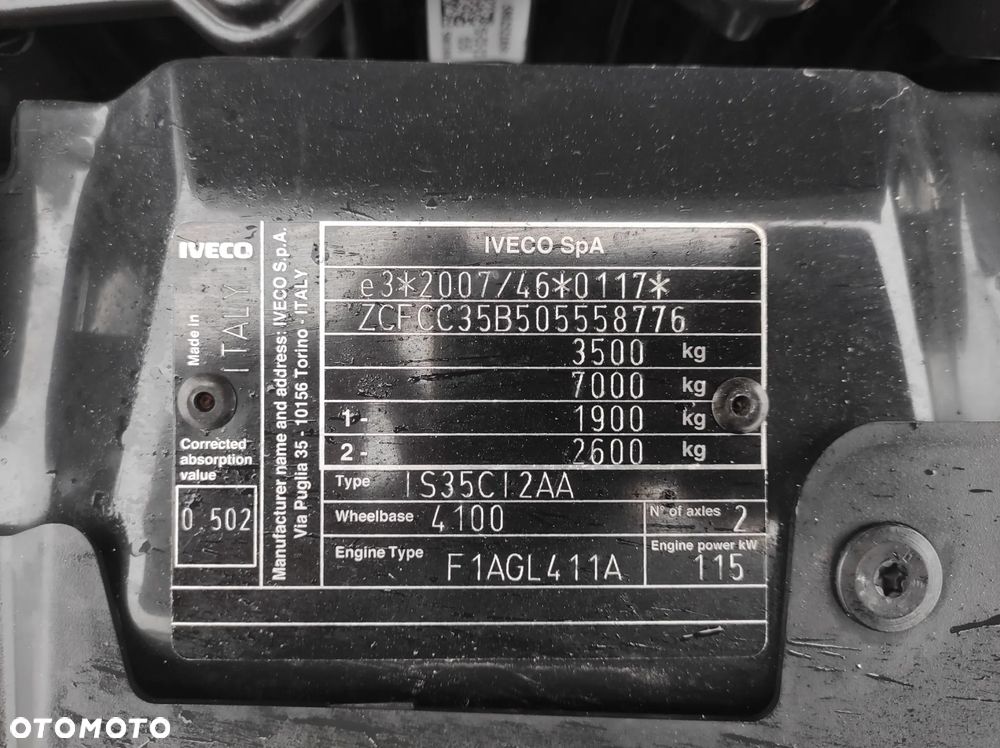 IVECO
Made in
ITALY
Corrected
absorption
value
0 502
Manufacturer name and address: IVECO S.p.A.
Via Puglia 35 - 10156 Torino - ITALY
IVECO SpA
e3*2007/46*0117*
ZCFCC35B505558776
3500 kg
7000 kg
1- 1900 kg
2- 2600 kg
Type IS35CI2AA
Wheelbase 4100
N° of axles 2
Engine Type F1AGL411A
Engine power kW
115
OTOMOTO